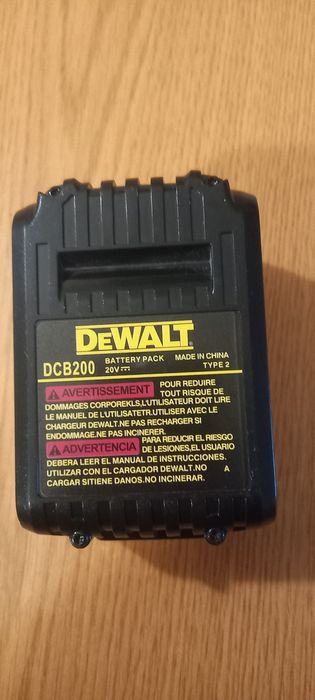 DEWALT
DCB200 BATTERY PACK 20V MADE IN CHINA TYPE 2
AVERTISSEMENT POUR REDUIRE TOUT RISQUE DE
DOMMAGES CORPOREKLS,L'UTILISATEUR DOIT LIRE
LE MANUEL DE L'UTILISATETR.UTILISER AVEC LE
CHARGEUR DEWALT.NE PAS RECHARGER SI
ENDOMMAGE.NE PAS INCINERER.
ADVERTENCIA PARA REDUCIR EL RIESGO DE LESIONES,EL USUARIO
DEBERA LEER EL MANUAL DE INSTRUCCIONES.
UTILIZAR CON EL CARGADOR DEWALT.NO A
CARGAR SITIENE DANOS.NO INCINERAR.